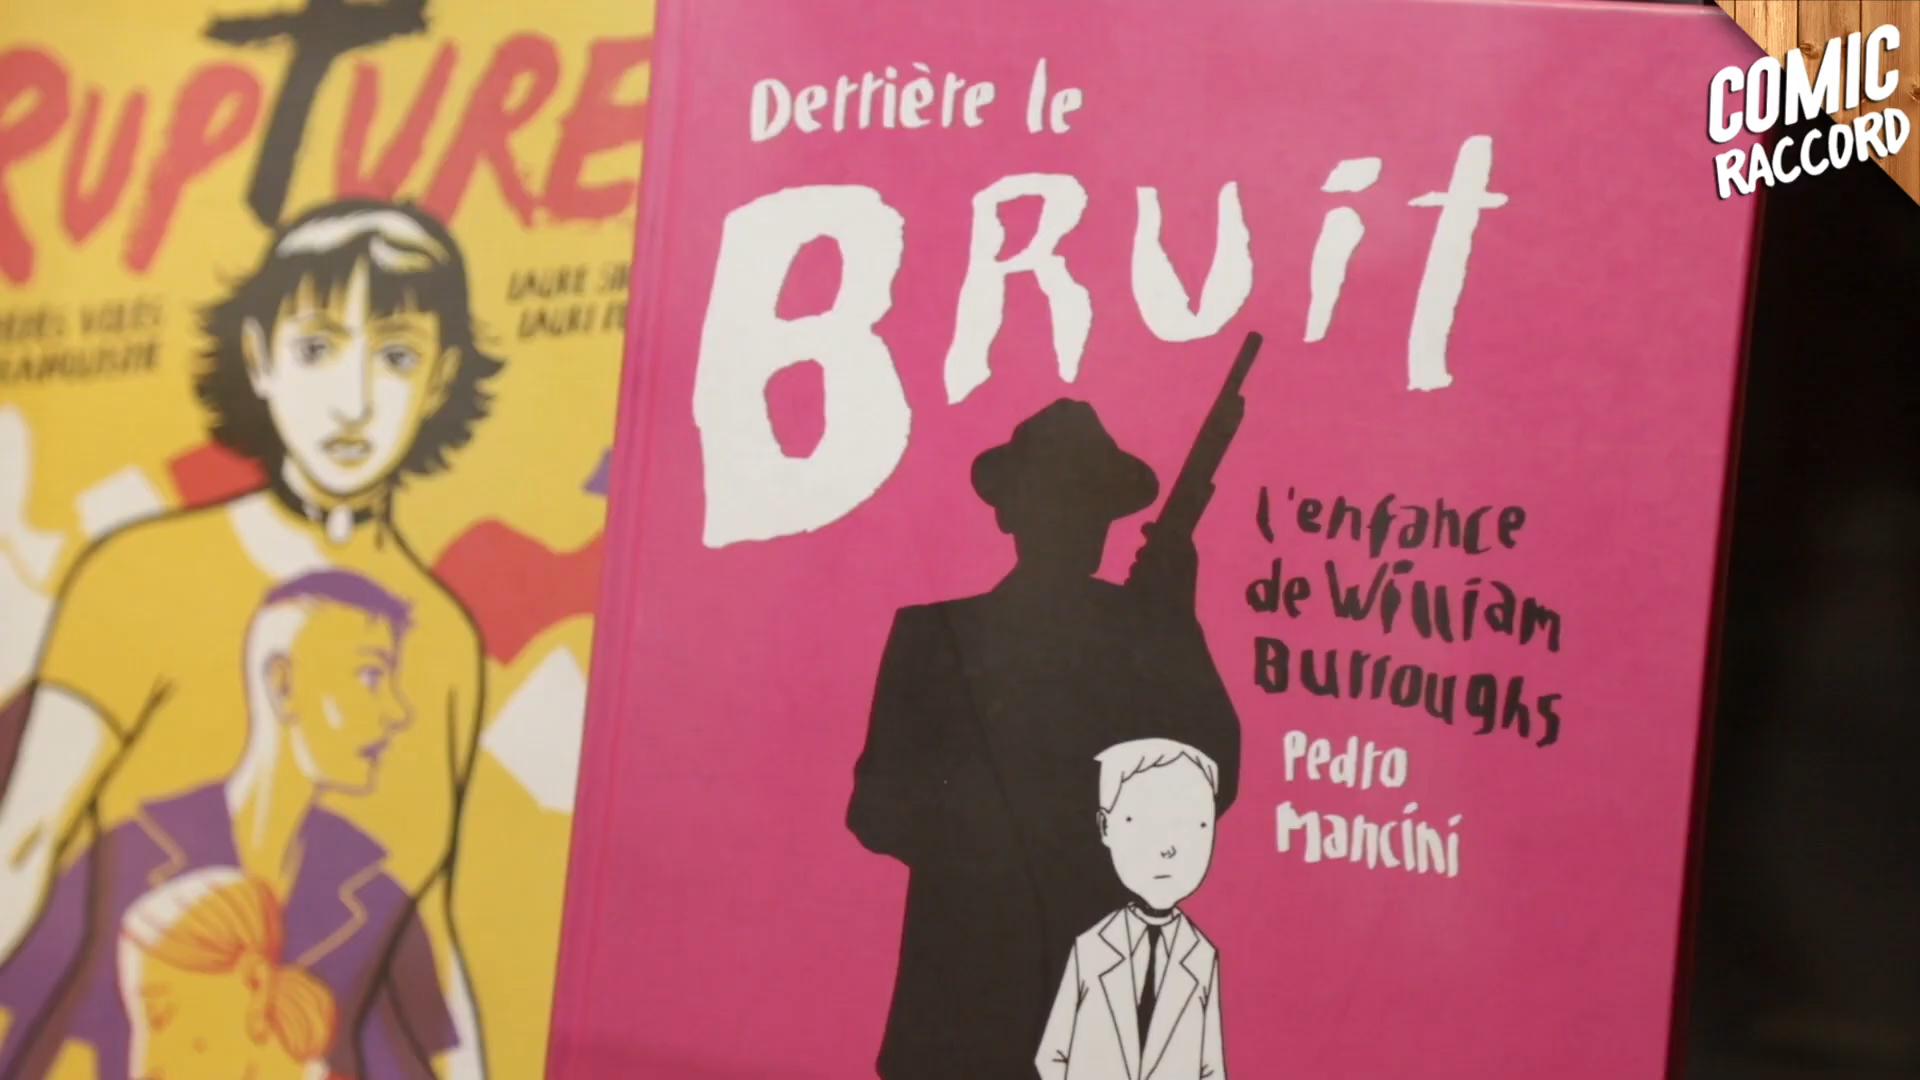 RUPTURE
Derrière le
BRUIT
l'enfance
de William
Burroughs
Pedro
Mancini
COMIC
RACCORD